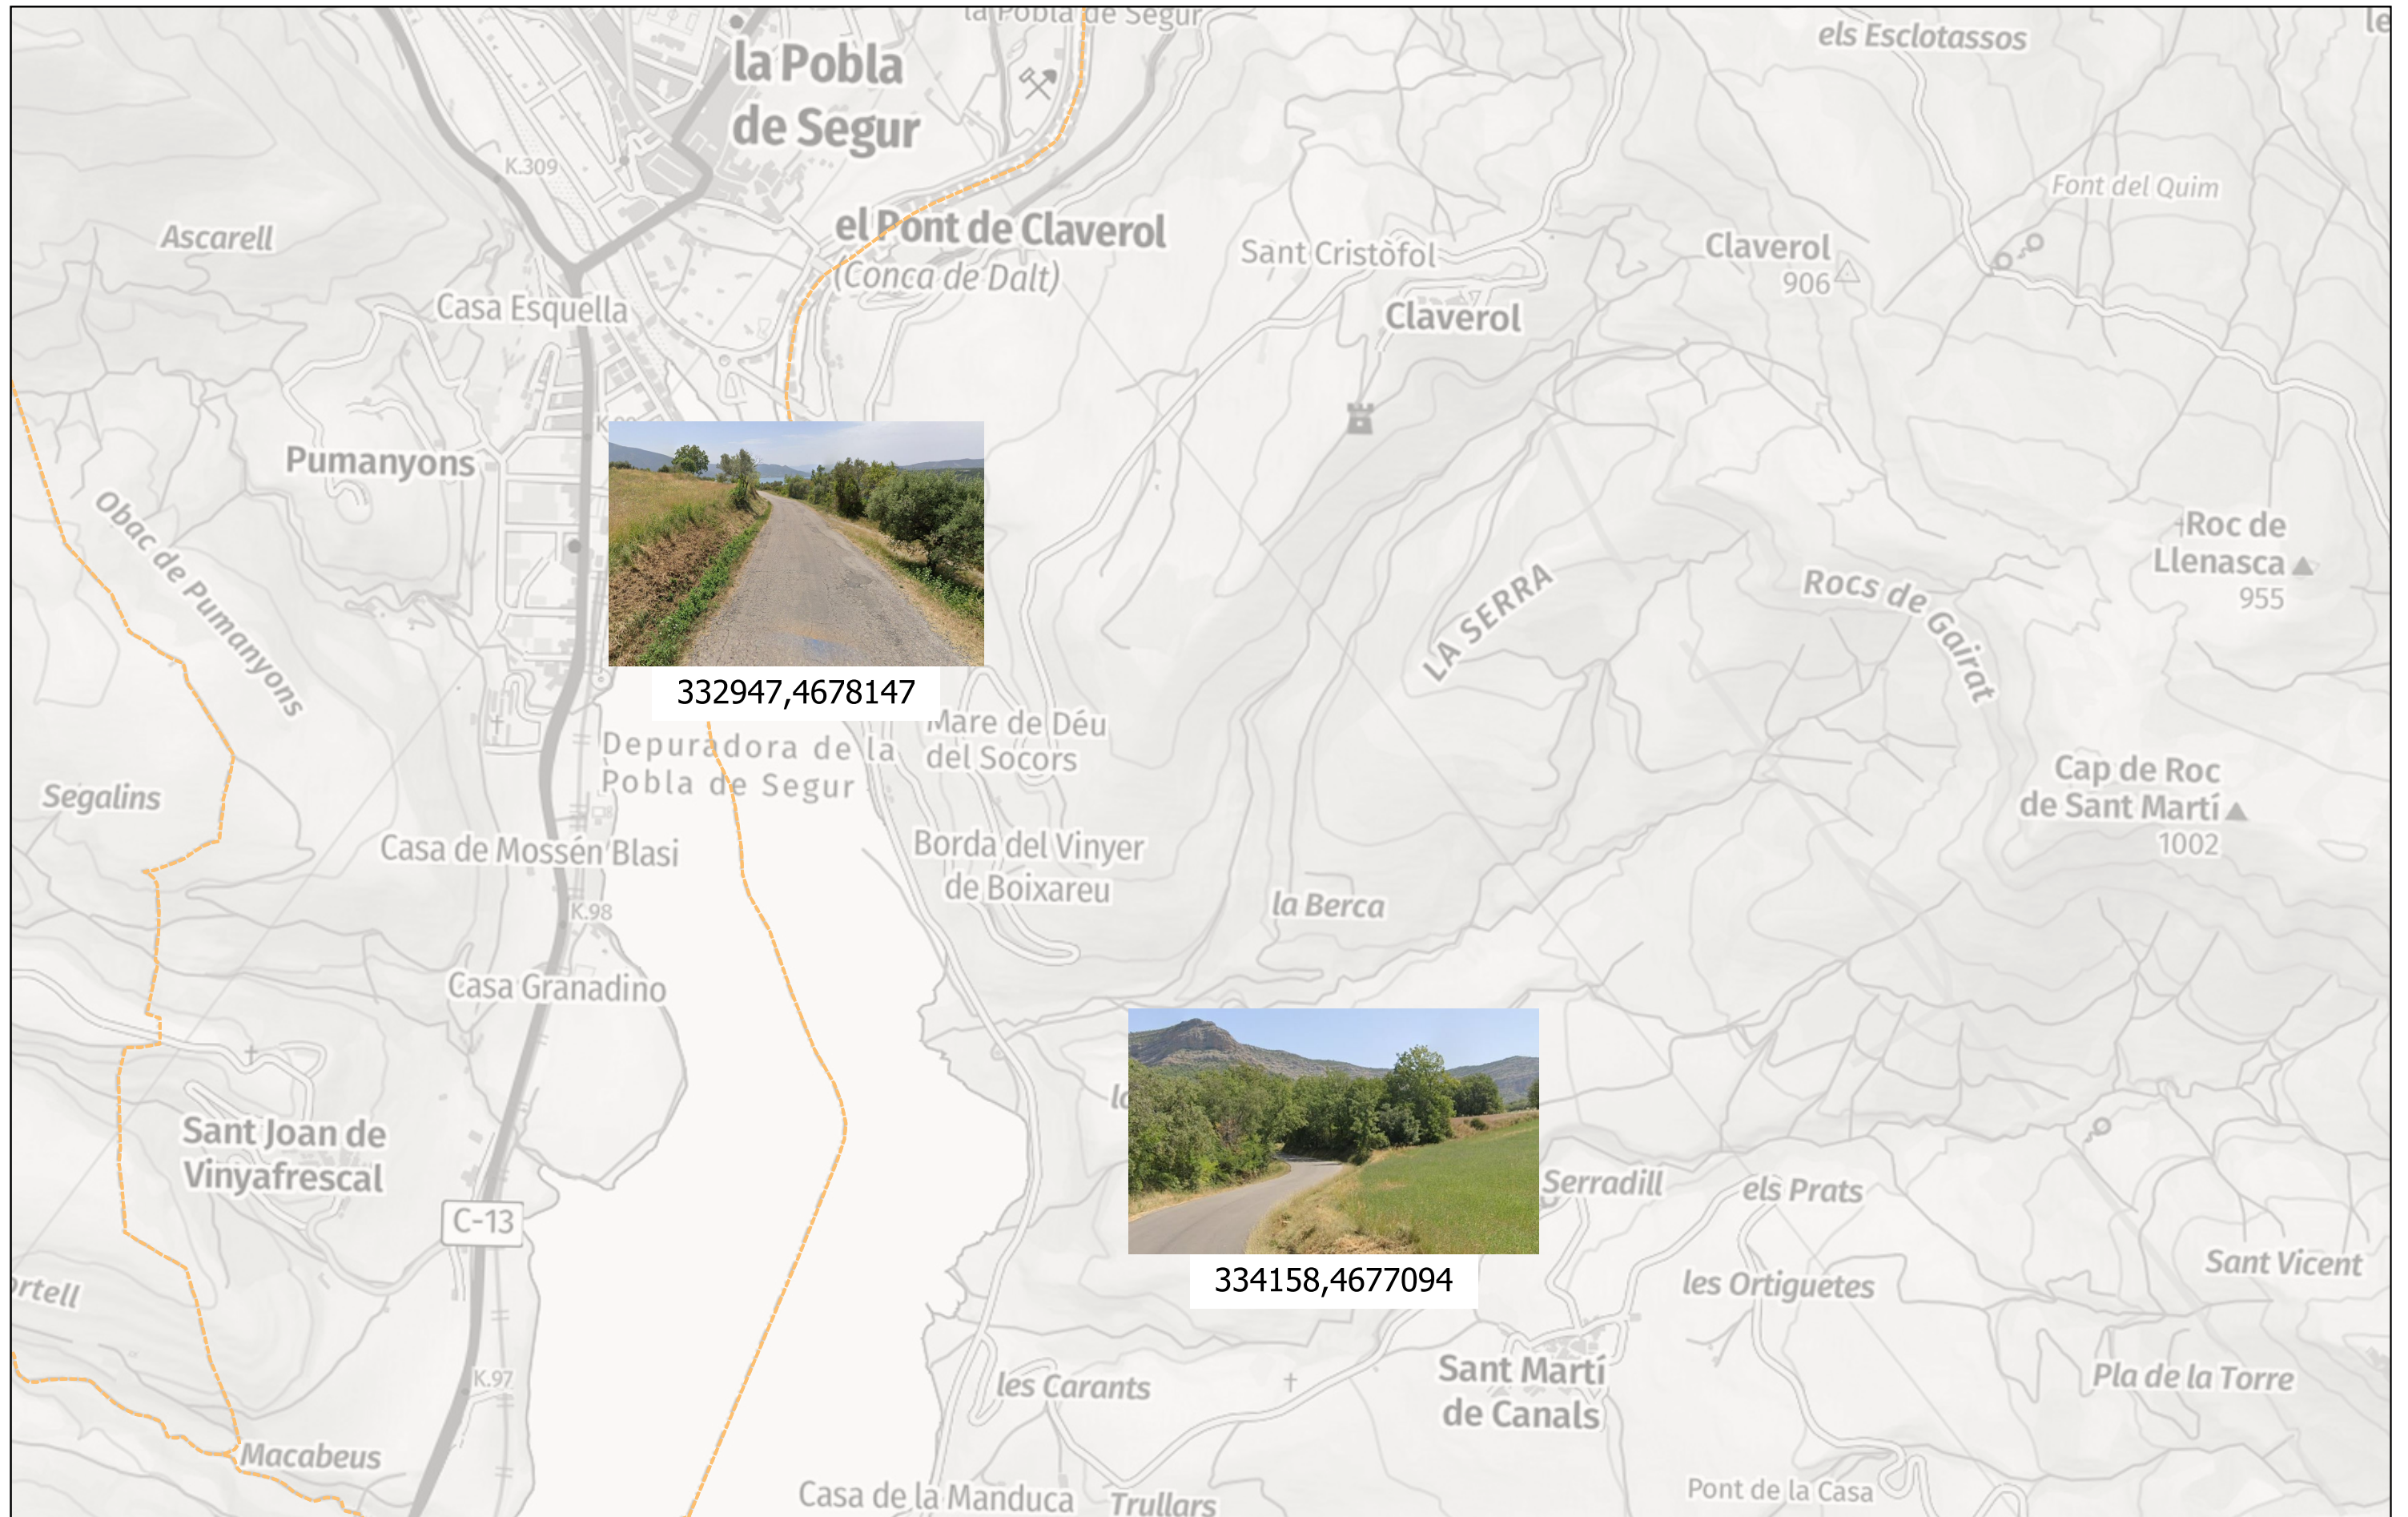 la Pobla de Segur
els Esclotassos
la Pobla
de Segur
K.309
Font del Quim
Ascarell
el Pont de Claverol
(Conca de Dalt)
Sant Cristòfol
Claverol
906
Casa Esquella
Claverol
Pumanyons
Obac de Pumanyons
Roc de
Llenasca
955
LA SERRA
Rocs de Gairat
332947,4678147
Mare de Déu
del Socors
Depuradora de la
Pobla de Segur
Segalins
Cap de Roc
de Sant Martí
1002
Casa de Mossén Blasi
Borda del Vinyer
de Boixareu
K.98
la Berca
Casa Granadino
Sant Joan de
Vinyafrescal
C-13
Serradill
els Prats
Sant Vicent
les Ortiguetes
334158,4677094
K.97
les Carants
Sant Martí
de Canals
Pla de la Torre
Macabeus
Casa de la Manduca
Trullars
Pont de la Casa